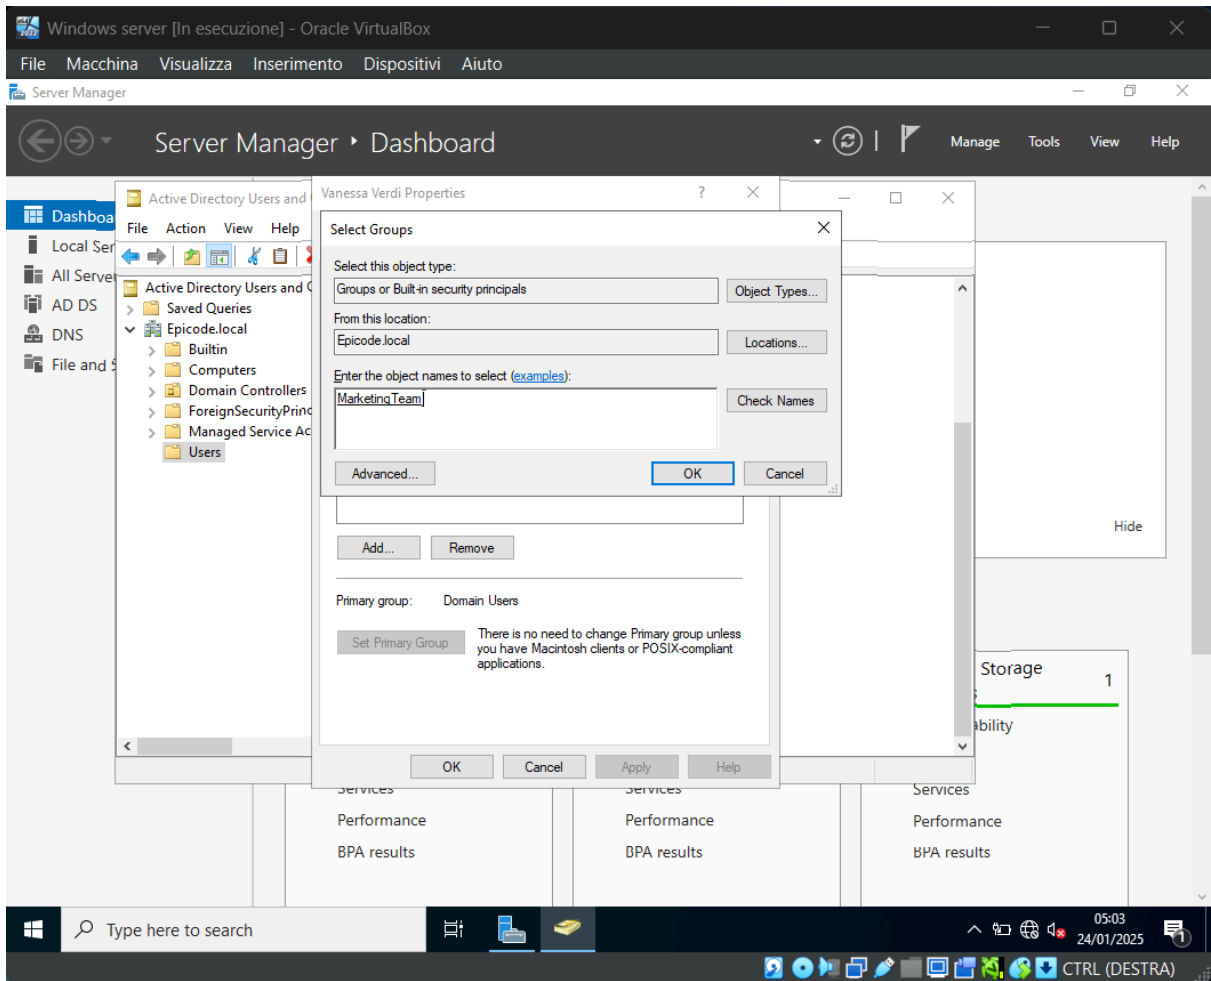 Windows server [In esecuzione] - Oracle VirtualBox
File Macchina Visualizza Inserimento Dispositivi Aiuto
Server Manager
Server Manager Dashboard
Manage Tools View Help
Dashboa
Local Ser
All Server
AD DS
DNS
File and S
Active Directory Users and
File Action View Help
Active Directory Users and C
Saved Queries
Epicode.local
Builtin
Computers
Domain Controllers
ForeignSecurityPrinc
Managed Service Ac
Users
Vanessa Verdi Properties
Select Groups
Select this object type:
Groups or Built-in security principals
Object Types...
From this location:
Epicode.local
Locations...
Enter the object names to select (examples):
MarketingTeam
Check Names
Advanced...
OK
Cancel
Add...
Remove
Primary group: Domain Users
Set Primary Group
There is no need to change Primary group unless
you have Macintosh clients or POSIX-compliant
applications.
OK
Cancel
Apply
Help
Hide
Storage
1
s
ability
Services
Performance
BPA results
Services
Performance
BPA results
Services
Performance
BPA results
Type here to search
05:03
24/01/2025
1
CTRL (DESTRA)